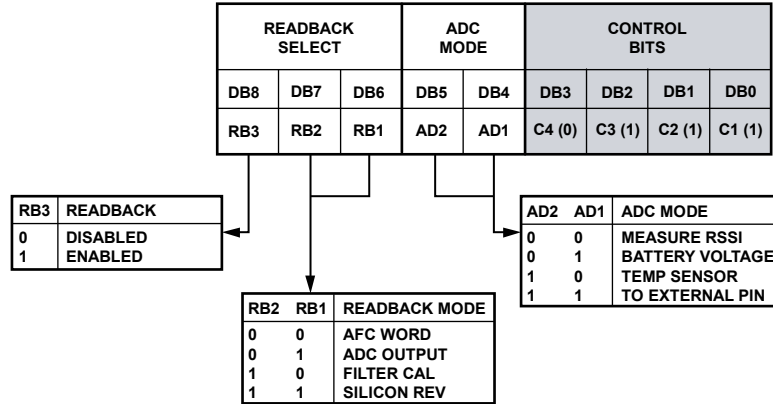 READBACK SELECT ADC MODE CONTROL BITS
DB8 DB7 DB6 DB5 DB4 DB3 DB2 DB1 DB0
RB3 RB2 RB1 AD2 AD1 C4 (0) C3 (1) C2 (1) C1 (1)
RB3 READBACK
0 DISABLED
1 ENABLED
RB2 RB1 READBACK MODE
0 0 AFC WORD
0 1 ADC OUTPUT
1 0 FILTER CAL
1 1 SILICON REV
AD2 AD1 ADC MODE
0 0 MEASURE RSSI
0 1 BATTERY VOLTAGE
1 0 TEMP SENSOR
1 1 TO EXTERNAL PIN